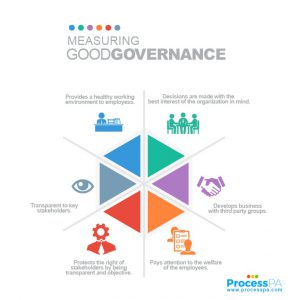 MEASURING
GOODGOVERNANCE
Provides a healthy working
environment to employess.
Decisions are made with the
best interest of the organization in mind.
Transparent to key
stakeholders.
Develops business
with third party groups.
Protects the right of
stakeholders by being
transparent and objective.
Pays attention to the welfare
of the employees.
ProcessPA
www.processpa.com